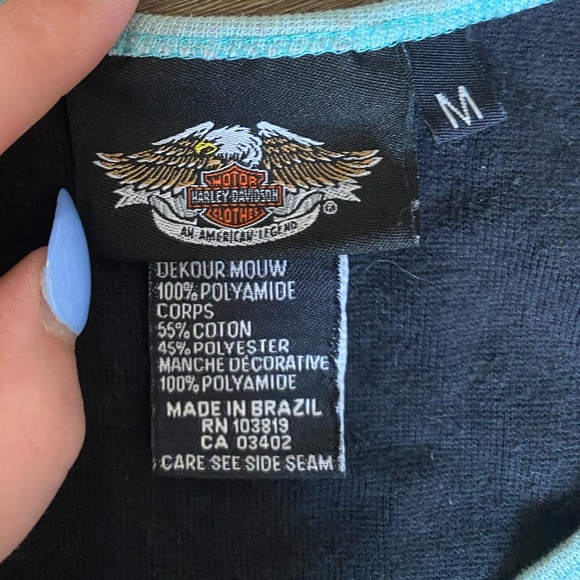 M
MOTOR
HARLEY-DAVIDSON
CLOTHES
®
AN AMERICAN LEGEND
DEKOUR MOUW
100% POLYAMIDE
CORPS
55% COTON
45% POLYESTER
MANCHE DÉCORATIVE
100% POLYAMIDE
MADE IN BRAZIL
RN 103819
CA 03402
CARE SEE SIDE SEAM